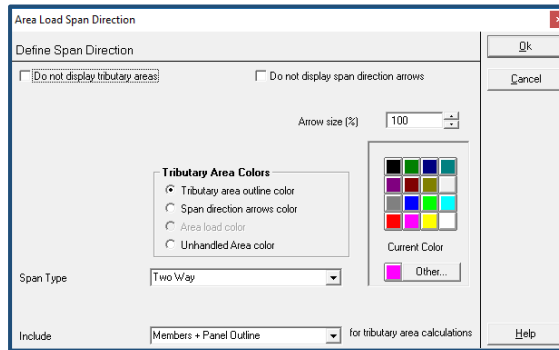 Area Load Span Direction
Define Span Direction
Ok
Do not display tributary areas
Do not display span direction arrows
Cancel
Arrow size (%)
100
Tributary Area Colors
Tributary area outline color
Span direction arrows color
Area load color
Unhandled Area color
Current Color
Other...
Span Type
Two Way
Include
Members + Panel Outline
for tributary area calculations
Help